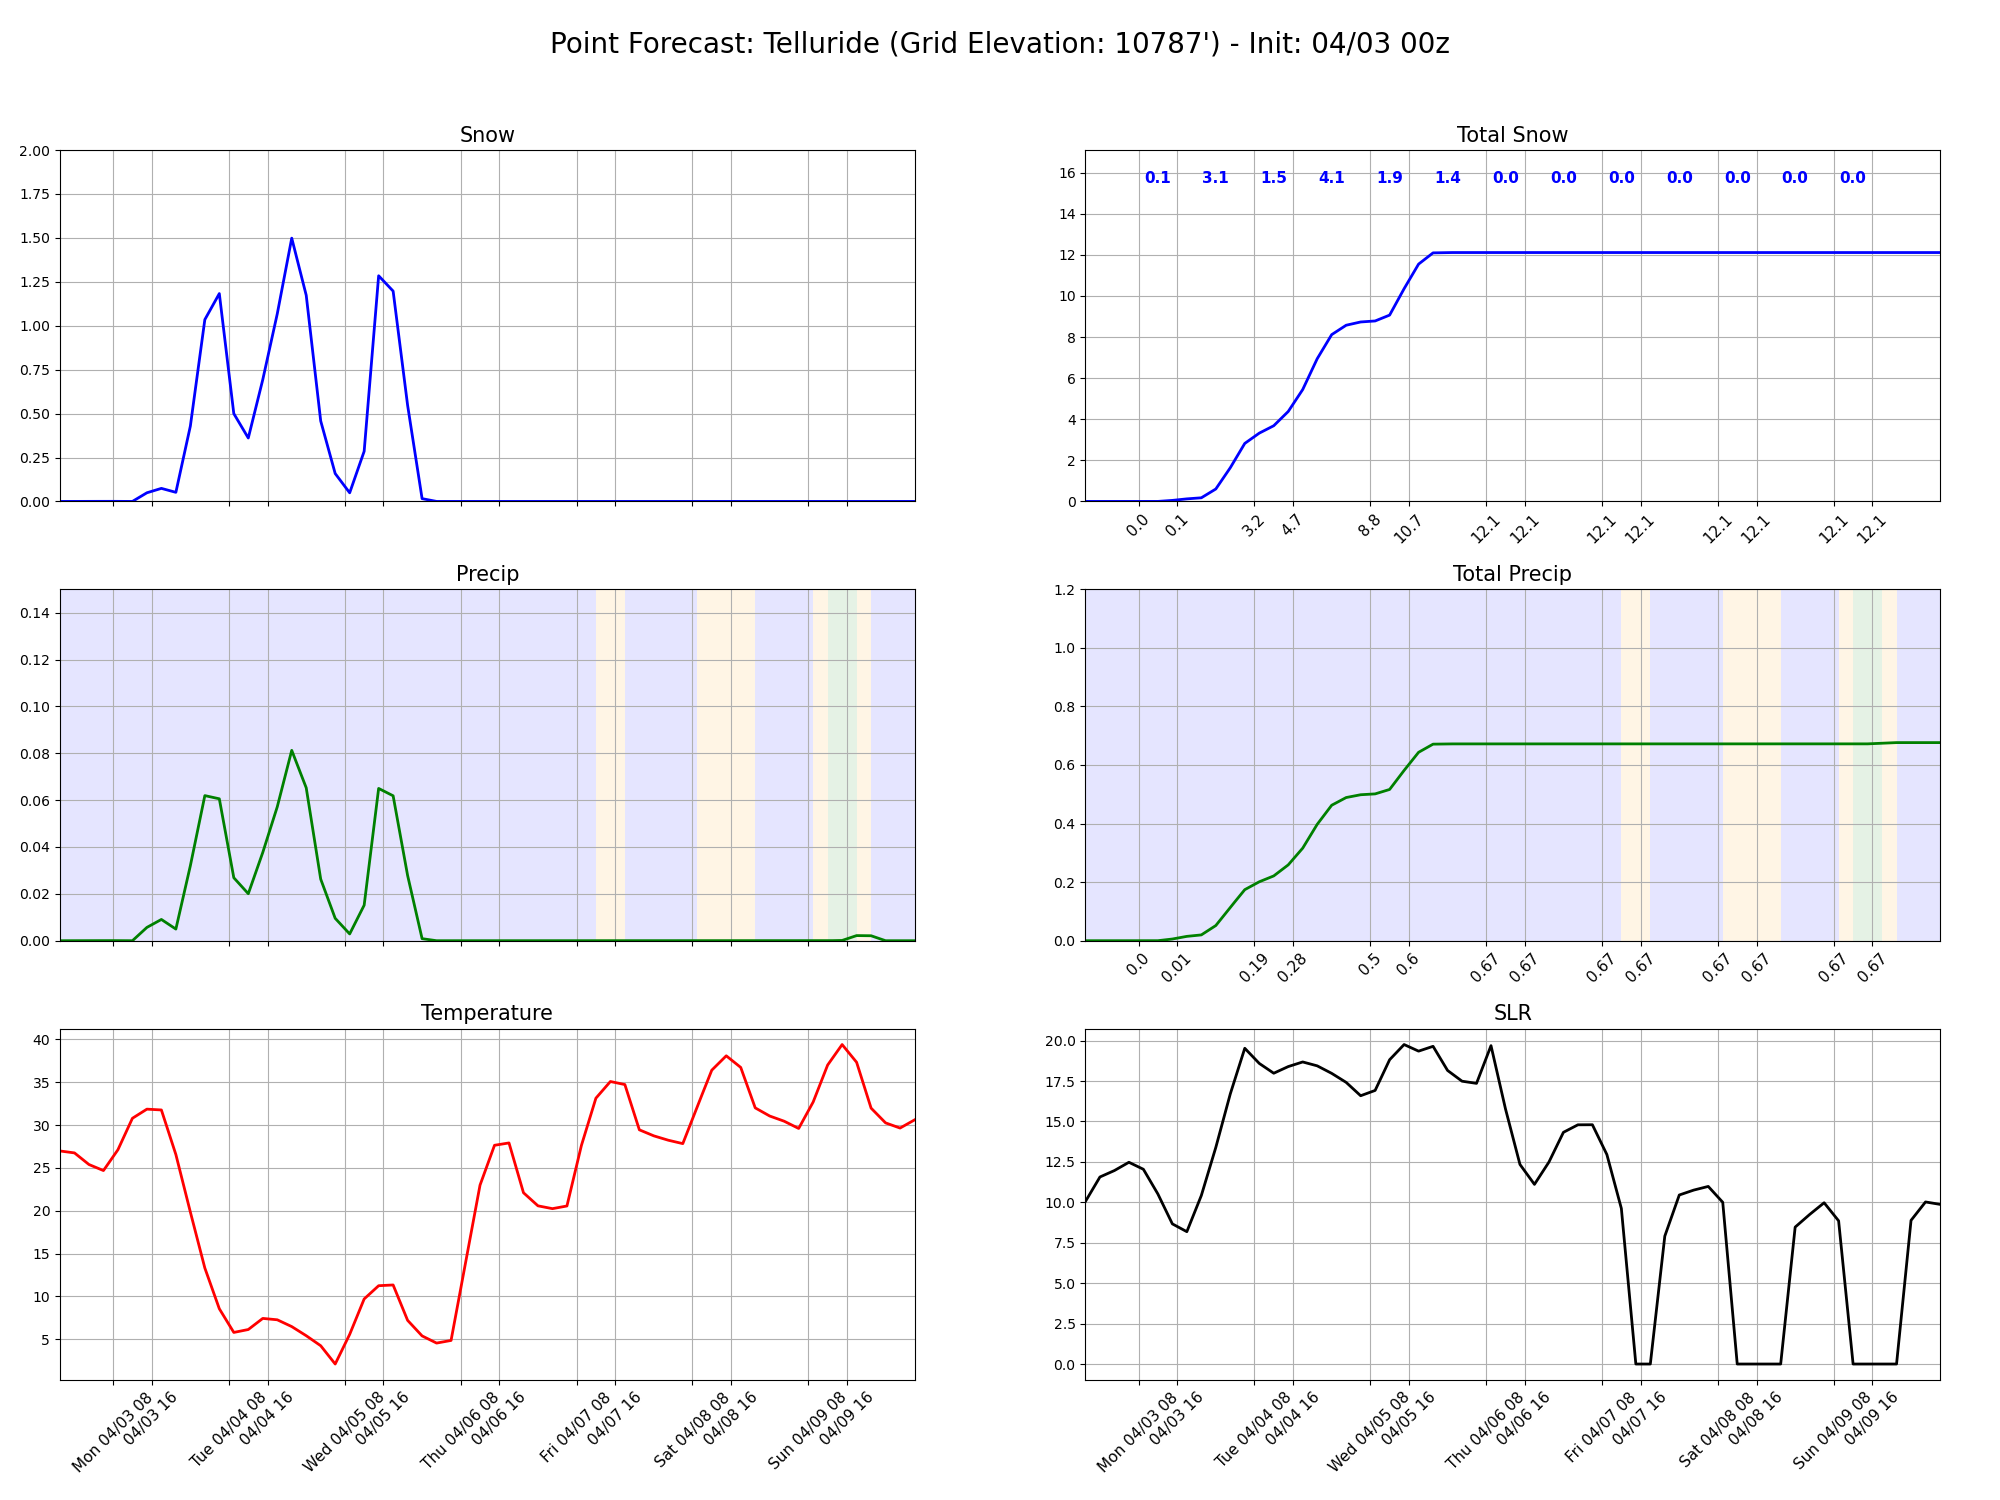 Point Forecast: Telluride (Grid Elevation: 10787') - Init: 04/03 00z
Snow
2.00
1.75
1.50
1.25
1.00
0.75
0.50
0.25
0.00
Total Snow
0.1 3.1 1.5 4.1 1.9 1.4 0.0 0.0 0.0 0.0 0.0 0.0 0.0
16
14
12
10
8
6
4
2
0
0.0 0.1 3.2 4.7 8.8 10.7 12.1 12.1 12.1 12.1 12.1 12.1 12.1 12.1
Precip
0.14
0.12
0.10
0.08
0.06
0.04
0.02
0.00
Total Precip
1.2
1.0
0.8
0.6
0.4
0.2
0.0
0.0 0.01 0.19 0.28 0.5 0.6 0.67 0.67 0.67 0.67 0.67 0.67 0.67 0.67
Temperature
40
35
30
25
20
15
10
5
Mon 04/03 08
04/03 16
Tue 04/04 08
04/04 16
Wed 04/05 08
04/05 16
Thu 04/06 08
04/06 16
Fri 04/07 08
04/07 16
Sat 04/08 08
04/08 16
Sun 04/09 08
04/09 16
SLR
20.0
17.5
15.0
12.5
10.0
7.5
5.0
2.5
0.0
Mon 04/03 08
04/03 16
Tue 04/04 08
04/04 16
Wed 04/05 08
04/05 16
Thu 04/06 08
04/06 16
Fri 04/07 08
04/07 16
Sat 04/08 08
04/08 16
Sun 04/09 08
04/09 16